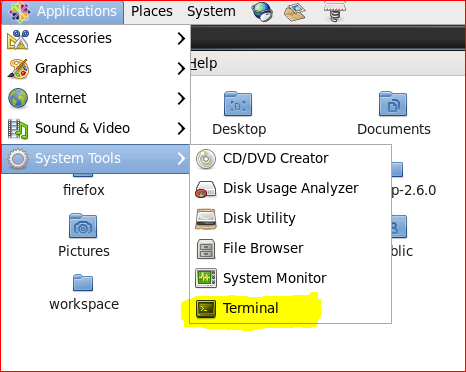 Applications Places System
Accessories
Graphics
Internet
Sound & Video
System Tools
Help
Desktop
Documents
CD/DVD Creator
Disk Usage Analyzer
Disk Utility
File Browser
System Monitor
Terminal
firefox
p-2.6.0
Pictures
blic
workspace